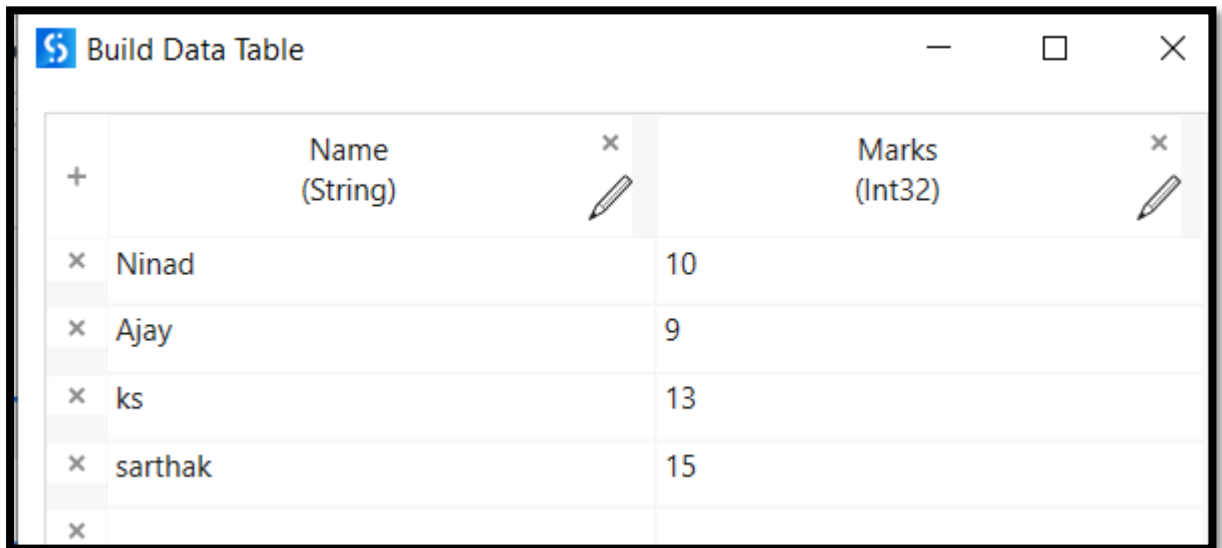 Build Data Table
Name Marks
(String) (Int32)
Ninad 10
Ajay 9
ks 13
sarthak 15